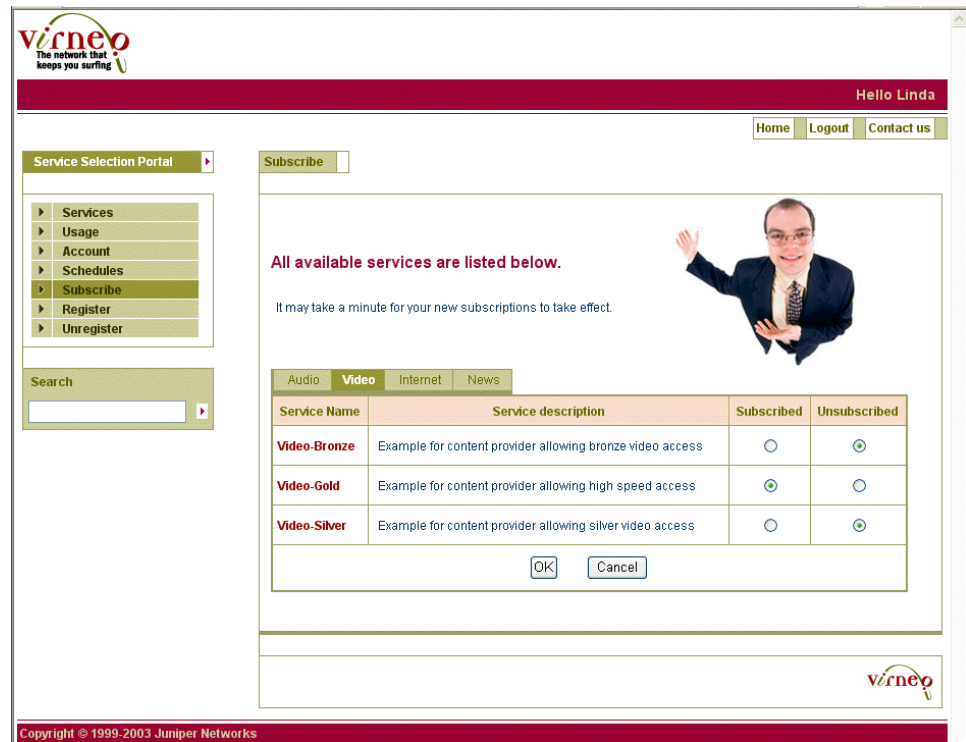 Virneo
The network that
keeps you surfing
Hello Linda
Home Logout Contact us
Service Selection Portal
Subscribe
Services
Usage
Account
Schedules
Subscribe
Register
Unregister
Search
All available services are listed below.
It may take a minute for your new subscriptions to take effect.
Audio Video Internet News
Service Name Service description Subscribed Unsubscribed
Video-Bronze Example for content provider allowing bronze video access
Video-Gold Example for content provider allowing high speed access
Video-Silver Example for content provider allowing silver video access
OK Cancel
Virneo
Copyright © 1999-2003 Juniper Networks